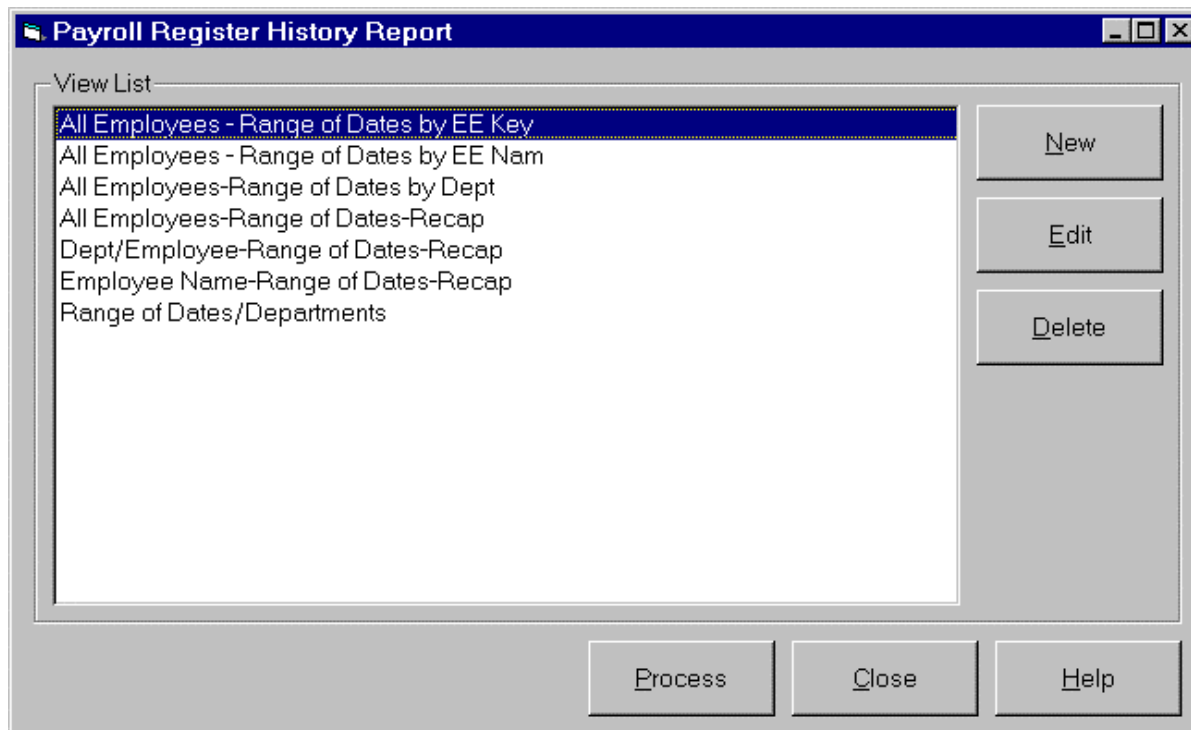 Payroll Register History Report
View List
All Employees - Range of Dates by EE Key
All Employees - Range of Dates by EE Nam
All Employees-Range of Dates by Dept
All Employees-Range of Dates-Recap
Dept/Employee-Range of Dates-Recap
Employee Name-Range of Dates-Recap
Range of Dates/Departments
New
Edit
Delete
Process
Close
Help